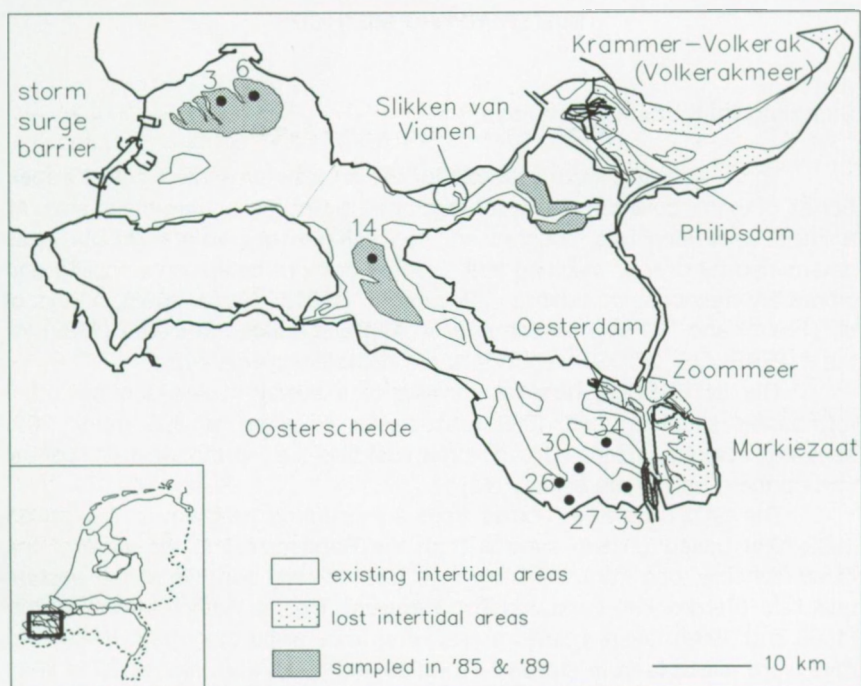 Krammer-Volkerak
(Volkerakmeer)
storm
surge
barrier
3
6
Slikken van
Vianen
14
Philipsdam
Oesterdam
Zoommeer
Oosterschelde
34
30
Markiezaat
26
27
33
existing intertidal areas
lost intertidal areas
sampled in '85 & '89
10 km